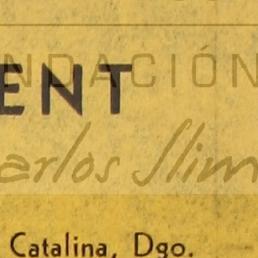 NDACIÓN
ENT
arlos Slim
Catalina, Dgo.